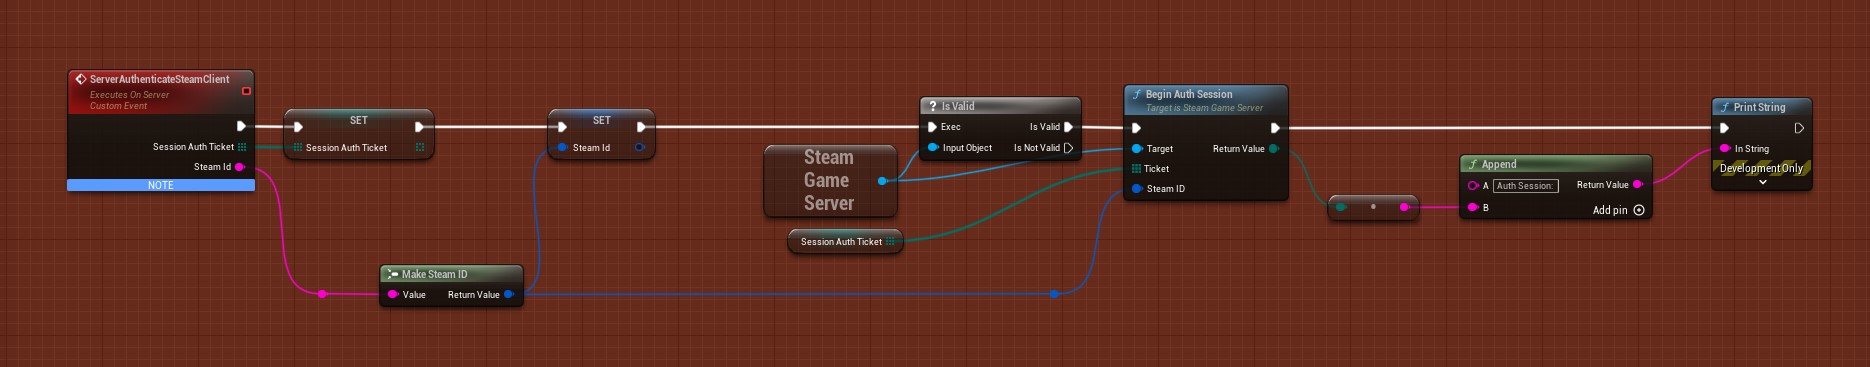 ServerAuthenticateSteamClient
Executes On Server
Custom Event
Session Auth Ticket
Steam Id
NOTE
SET
Session Auth Ticket
SET
Steam Id
Make Steam ID
Value
Return Value
Steam
Game
Server
Session Auth Ticket
? Is Valid
Exec
Is Valid
Input Object
Is Not Valid
f Begin Auth Session
Target is Steam Game Server
Target
Return Value
Ticket
Steam ID
f Append
A Auth Session:
Return Value
B
Add pin
f Print String
In String
Development Only